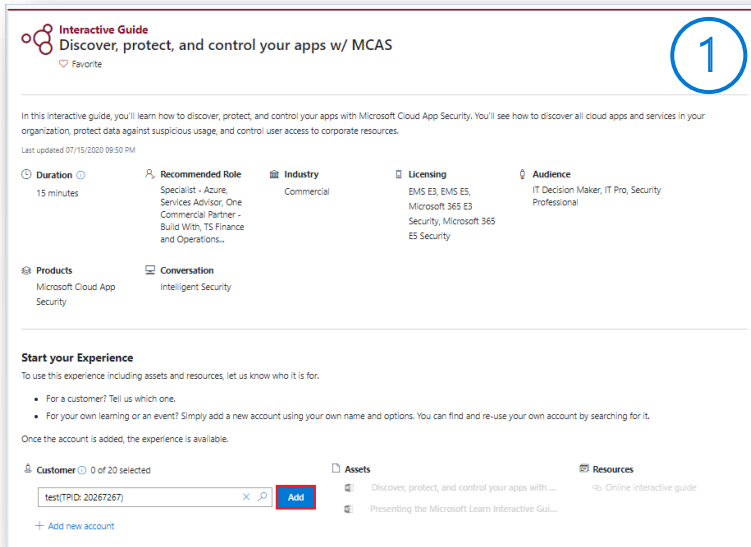 Interactive Guide
Discover, protect, and control your apps w/ MCAS
Favorite
1
In this interactive guide, you'll learn how to discover, protect, and control your apps with Microsoft Cloud App Security. You'll see how to discover all cloud apps and services in your
organization, protect data against suspicious usage, and control user access to corporate resources.
Last updated 07/15/2020 09:50 PM
Duration
15 minutes
Recommended Role
Specialist - Azure,
Services Advisor, One
Commercial Partner -
Build With, TS Finance
and Operations...
Industry
Commercial
Licensing
EMS E3, EMS E5,
Microsoft 365 E3
Security, Microsoft 365
E5 Security
Audience
IT Decision Maker, IT Pro, Security
Professional
Products
Microsoft Cloud App
Security
Conversation
Intelligent Security
Start your Experience
To use this experience including assets and resources, let us know who it is for.
• For a customer? Tell us which one.
• For your own learning or an event? Simply add a new account using your own name and options. You can find and re-use your own account by searching for it.
Once the account is added, the experience is available.
Customer 0 of 20 selected
test(TPID: 20267267)
Add
+ Add new account
Assets
Discover, protect, and control your apps with ...
Presenting the Microsoft Learn Interactive Gui...
Resources
Online interactive guide